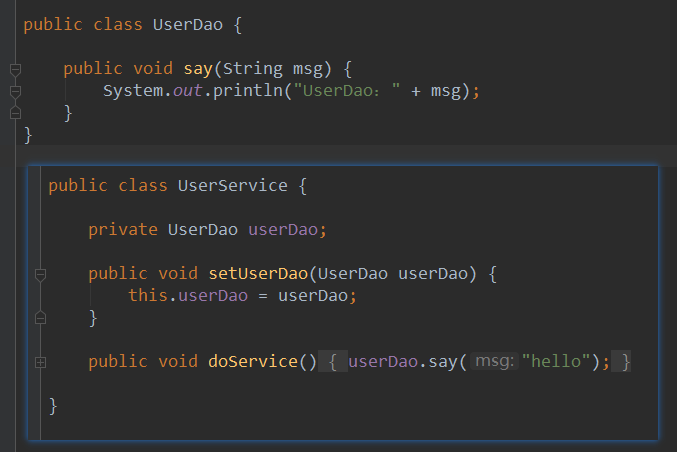 public class UserDao {
public void say(String msg) {
System.out.println("UserDao：" + msg);
}
}
public class UserService {
private UserDao userDao;
public void setUserDao(UserDao userDao) {
this.userDao = userDao;
}
public void doService() { userDao.say( msg: "hello"); }
}